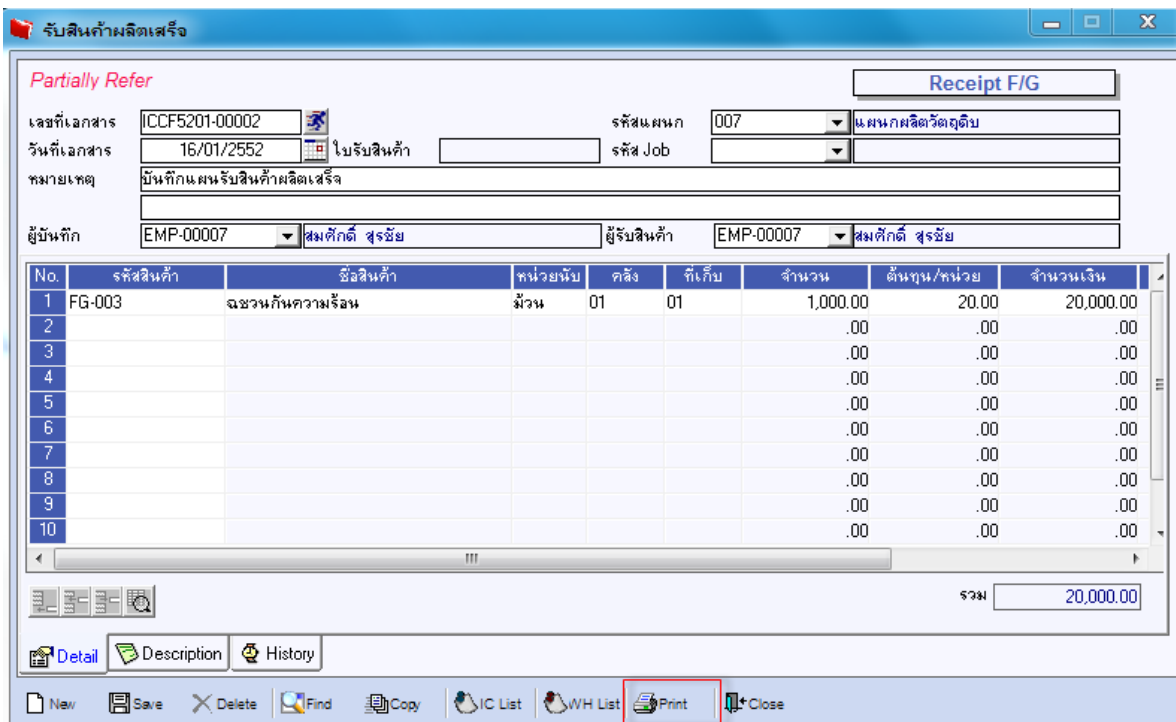 รับสินค้าผลิตเสร็จ
Partially Refer
Receipt F/G
เลขที่เอกสาร ICCF5201-00002 รหัสแผนก 007 แผนกผลิตวัตถุดิบ
วันที่เอกสาร 16/01/2552 ใบรับสินค้า รหัส Job
หมายเหตุ บันทึกแผนรับสินค้าผลิตเสร็จ
ผู้บันทึก EMP-00007 สมศักดิ์ สุรชัย ผู้รับสินค้า EMP-00007 สมศักดิ์ สุรชัย
No. รหัสสินค้า ชื่อสินค้า หน่วยนับ คลัง ที่เก็บ จำนวน ต้นทุน/หน่วย จำนวนเงิน
1 FG-003 ฉชวนกันความร้อน ม้วน 01 01 1,000.00 20.00 20,000.00
2 .00 .00 .00
3 .00 .00 .00
4 .00 .00 .00
5 .00 .00 .00
6 .00 .00 .00
7 .00 .00 .00
8 .00 .00 .00
9 .00 .00 .00
10 .00 .00 .00
รวม 20,000.00
Detail Description History
New Save Delete Find Copy IC List WH List Print Close